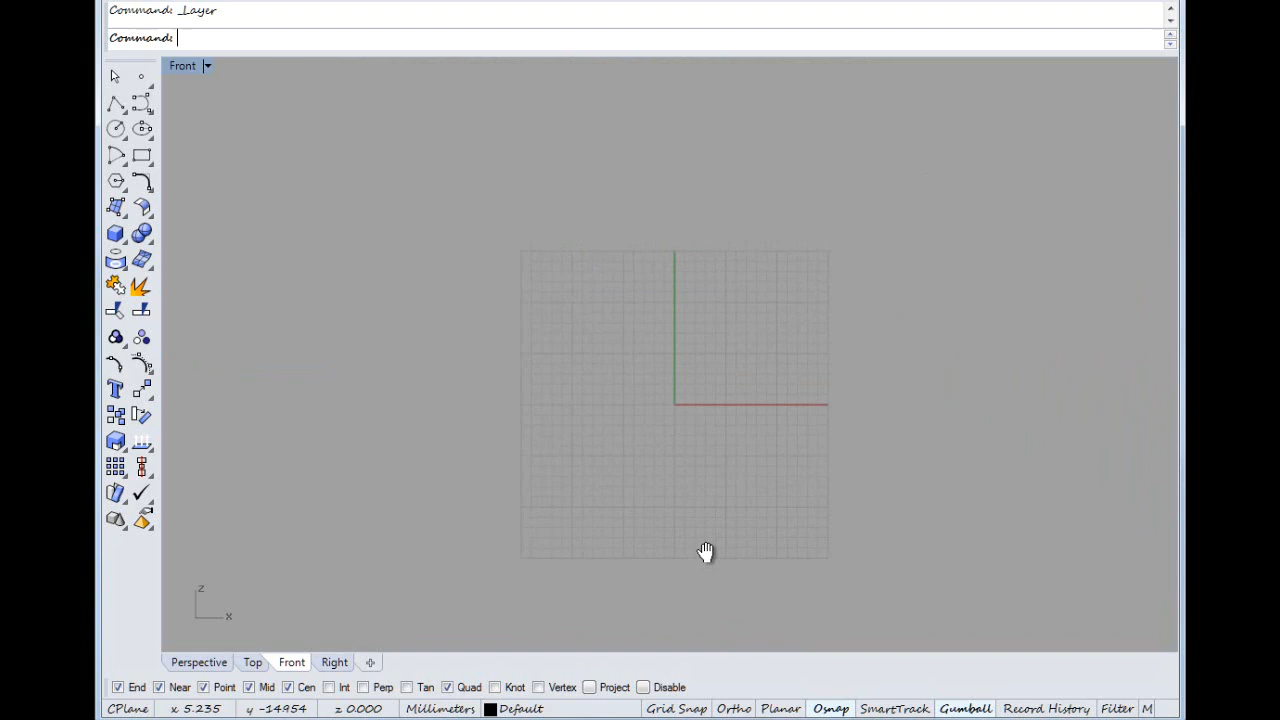 Command: _Layer
Command:
Front
z
x
Perspective Top Front Right
End Near Point Mid Cen Int Perp Tan Quad Knot Vertex Project Disable
CPlane x 5.235 y -14954 z 0.000 Millimeters Default Grid Snap Ortho Planar Osnap SmartTrack Gumball Record History Filter M